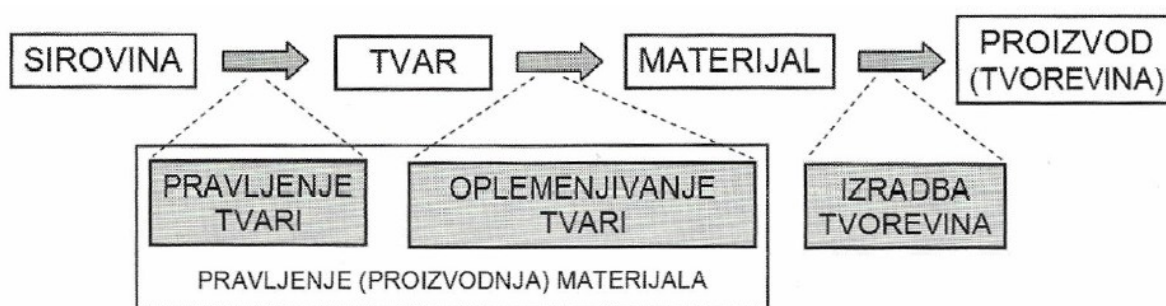 SIROVINA
TVAR
MATERIJAL
PROIZVOD
(TVOREVINA)
PRAVLJENJE
TVARI
OPLEMENJIVANJE
TVARI
IZRADBA
TVOREVINA
PRAVLJENJE (PROIZVODNJA) MATERIJALA